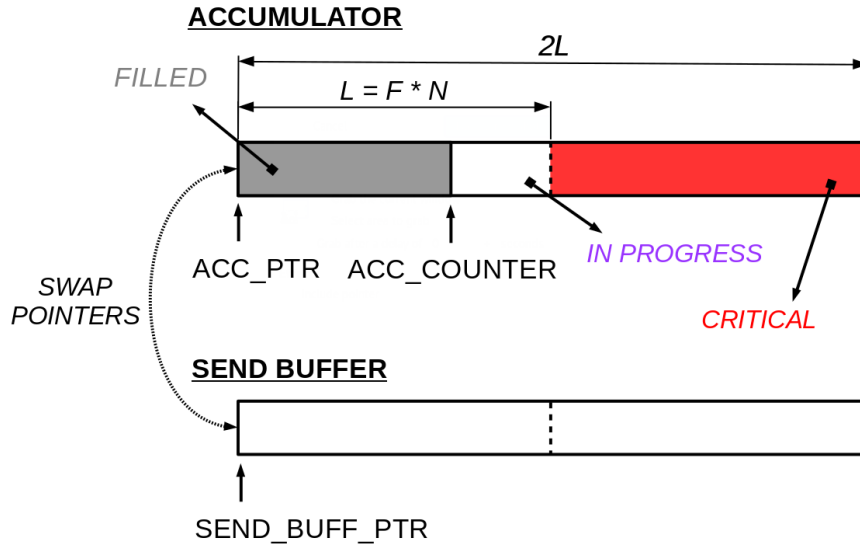 ACCUMULATOR
2L
FILLED
L = F * N
ACC_PTR
ACC_COUNTER
IN PROGRESS
SWAP
POINTERS
CRITICAL
SEND BUFFER
SEND_BUFF_PTR